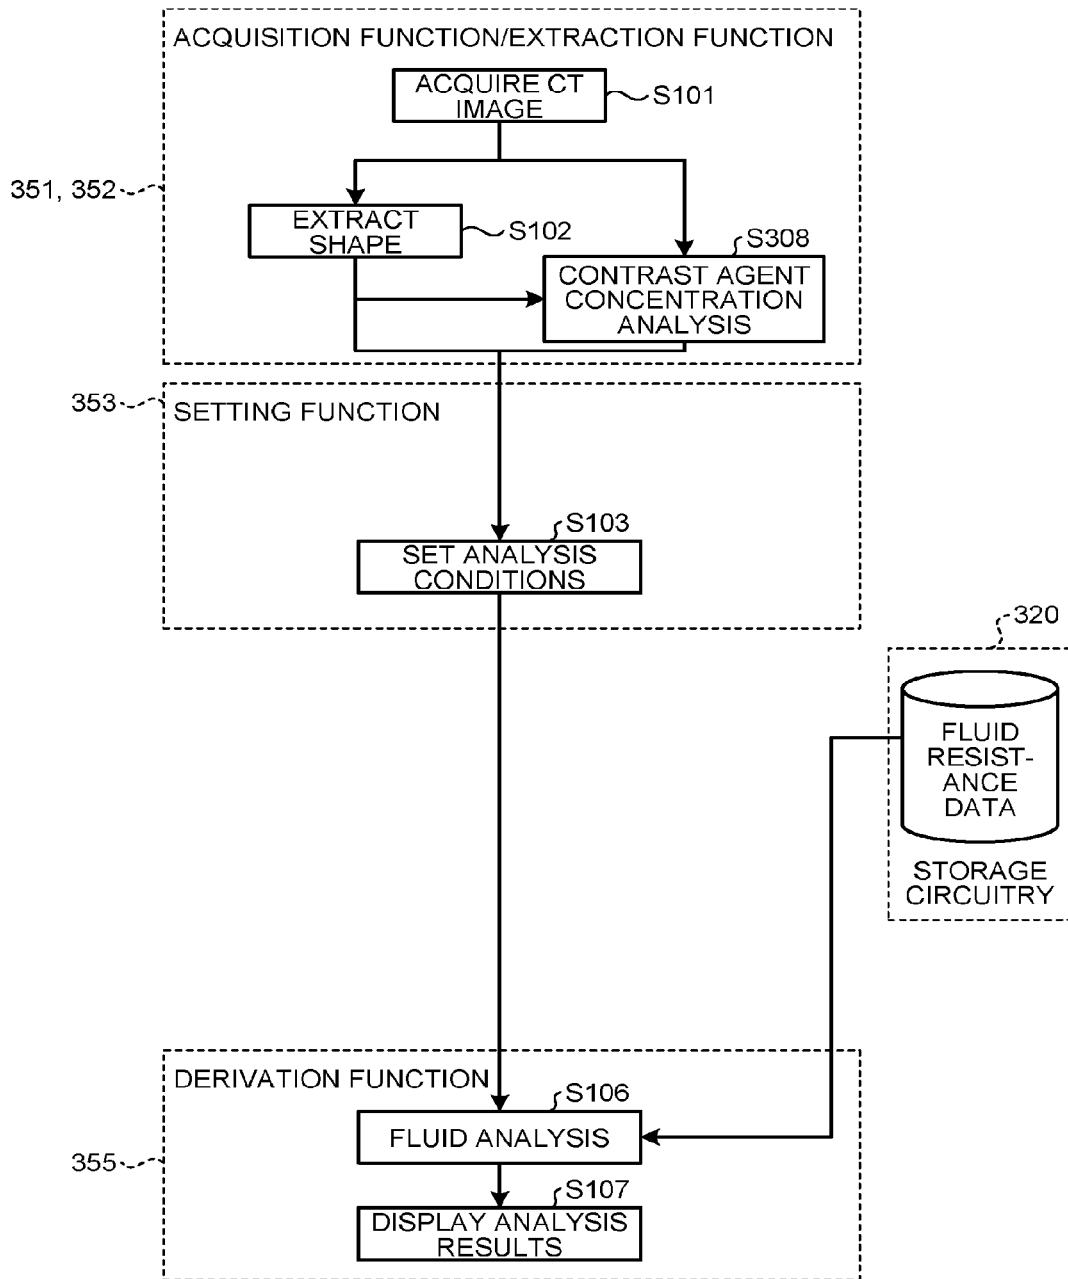 ACQUISITION FUNCTION/EXTRACTION FUNCTION
ACQUIRE CT
IMAGE
S101
351, 352
EXTRACT
SHAPE
S102
S308
CONTRAST AGENT
CONCENTRATION
ANALYSIS
353
SETTING FUNCTION
S103
SET ANALYSIS
CONDITIONS
320
FLUID
RESIST-
ANCE
DATA
STORAGE
CIRCUITRY
DERIVATION FUNCTION
S106
FLUID ANALYSIS
355
S107
DISPLAY ANALYSIS
RESULTS